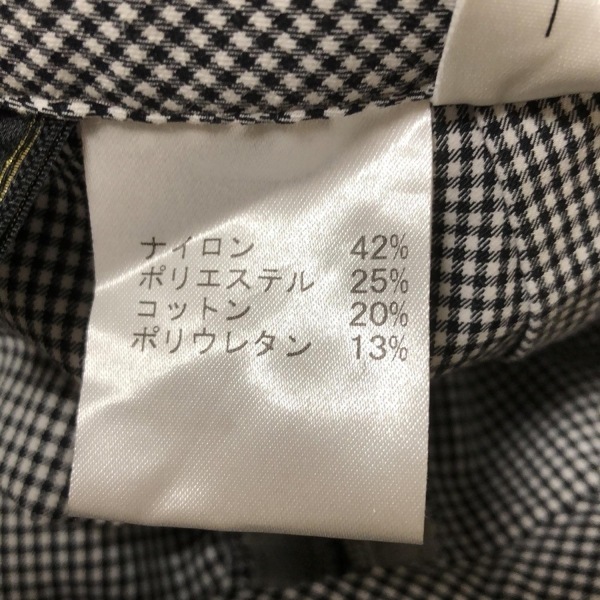 ナイロン 42%
ポリエステル 25%
コットン 20%
ポリウレタン 13%